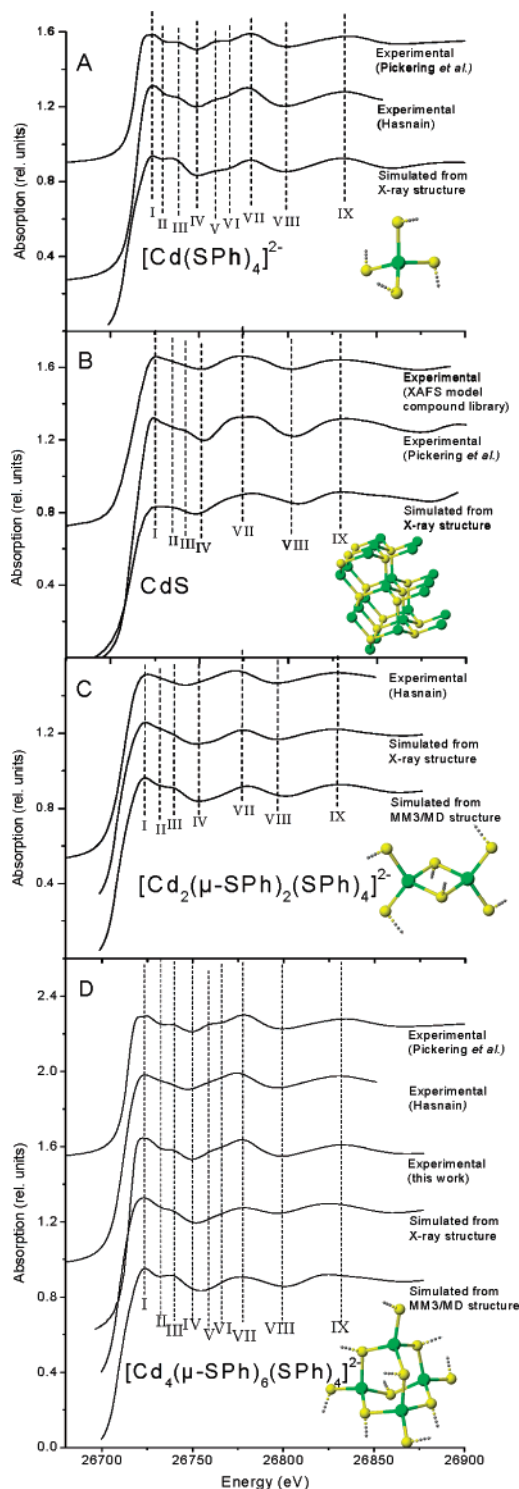 A
1.6
1.2
0.8
0.4
Absorption (rel. units)
Experimental
(Pickering et al.)
Experimental
(Hasnain)
Simulated from
X-ray structure
I II III IV V VI VII VIII IX
[Cd(SPh)4]2-
B
1.6
1.2
0.8
0.4
Absorption (rel. units)
Experimental
(XAFS model
compound library)
Experimental
(Pickering et al.)
Simulated from
X-ray structure
I II III IV VII VIII IX
CdS
C
1.2
0.8
0.4
Absorption (rel. units)
Experimental
(Hasnain)
Simulated from
X-ray structure
Simulated from
MM3/MD structure
I II III IV VII VIII IX
[Cd2(μ-SPh)2(SPh)4]2-
D
2.4
2.0
1.6
1.2
0.8
0.4
0.0
Absorption (rel. units)
Experimental
(Pickering et al.)
Experimental
(Hasnain)
Experimental
(this work)
Simulated from
X-ray structure
Simulated from
MM3/MD structure
I II III IV V VI VII VIII IX
[Cd4(μ-SPh)6(SPh)4]2-
26700 26750 26800 26850 26900
Energy (eV)